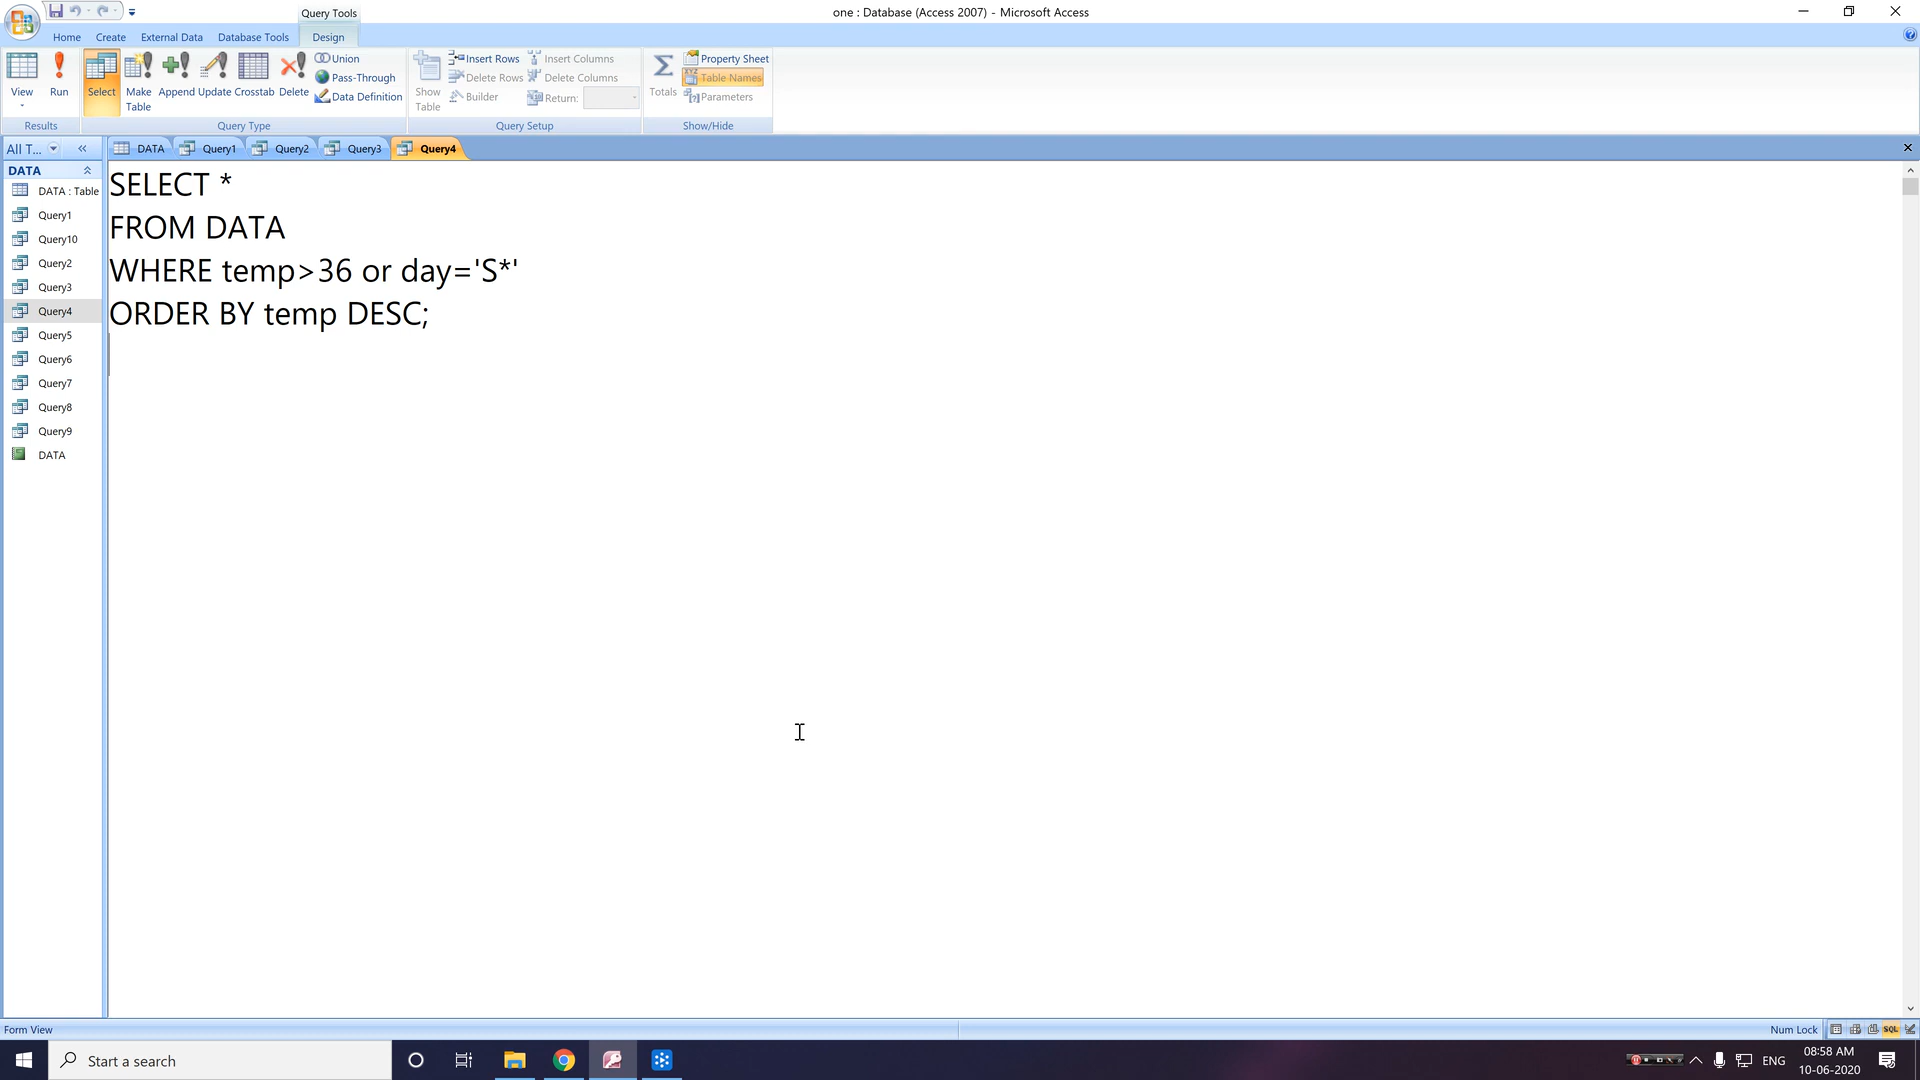 Query Tools
one : Database (Access 2007) - Microsoft Access
Home Create External Data Database Tools Design
View Run Select Make Table Append Update Crosstab Delete
Union
Pass-Through
Data Definition
Show Table
Insert Rows
Delete Rows
Builder
Insert Columns
Delete Columns
Return:
Totals
Property Sheet
Table Names
Parameters
Results Query Type Query Setup Show/Hide
All T...
DATA Query1 Query2 Query3 Query4
DATA
DATA : Table
Query1
Query10
Query2
Query3
Query4
Query5
Query6
Query7
Query8
Query9
DATA
SELECT *
FROM DATA
WHERE temp>36 or day='S*'
ORDER BY temp DESC;
Form View
Num Lock
SQL
Start a search
ENG
08:58 AM
10-06-2020